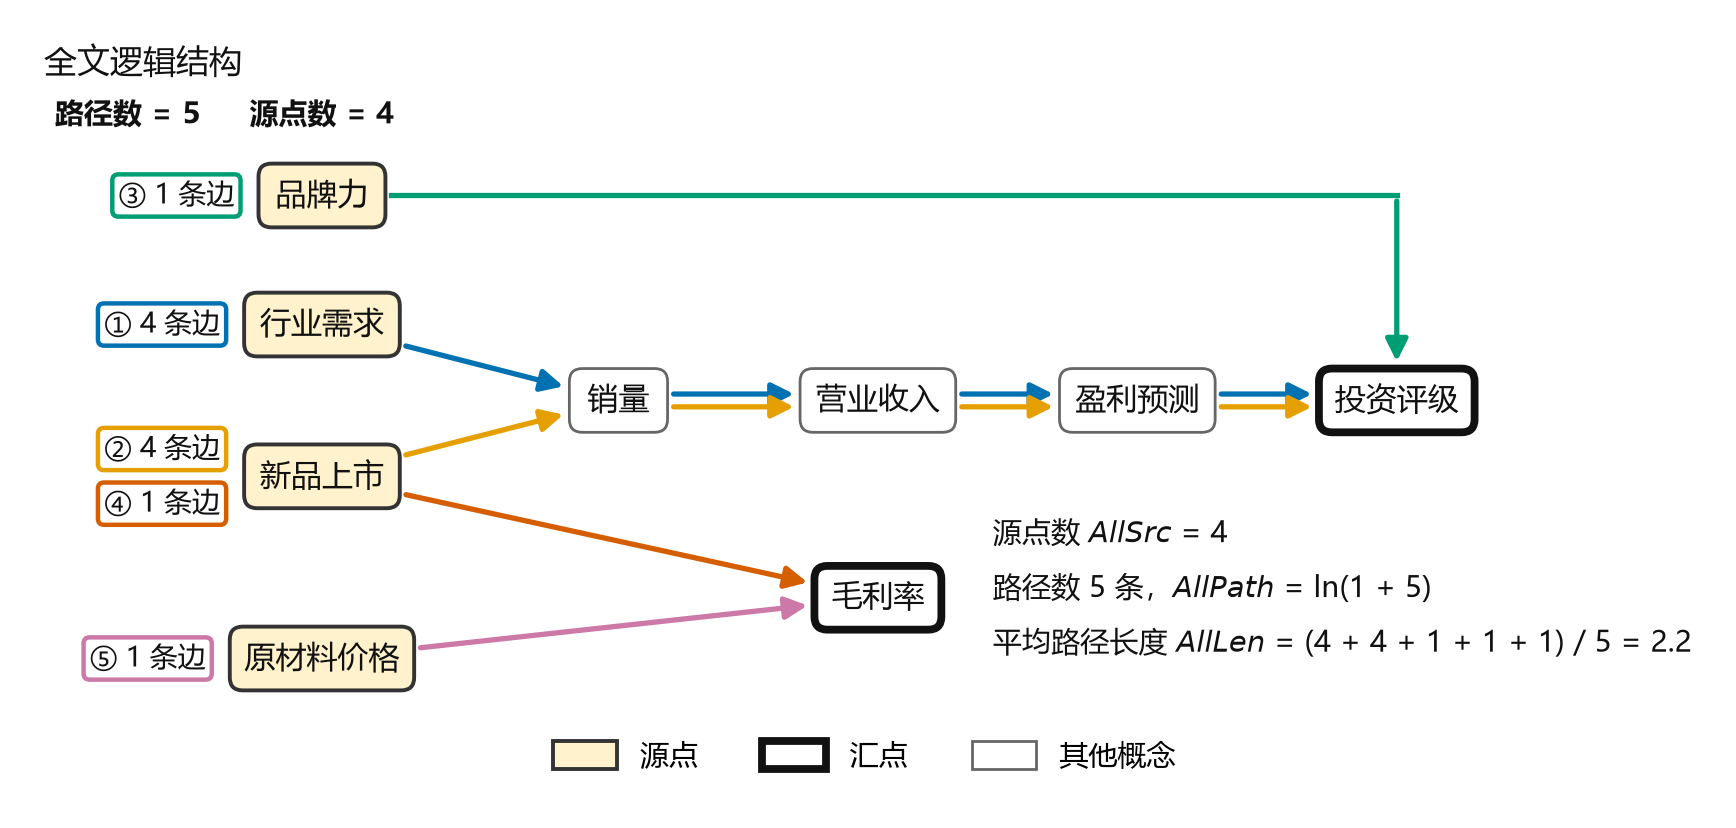 全文逻辑结构
路径数 = 5 源点数 = 4
③ 1 条边 品牌力
① 4 条边 行业需求
销量 营业收入 盈利预测 投资评级
② 4 条边
④ 1 条边
新品上市
源点数 AllSrc = 4
路径数 5 条，AllPath = ln(1 + 5)
毛利率
平均路径长度 AllLen = (4 + 4 + 1 + 1 + 1) / 5 = 2.2
⑤ 1 条边 原材料价格
源点 汇点 其他概念